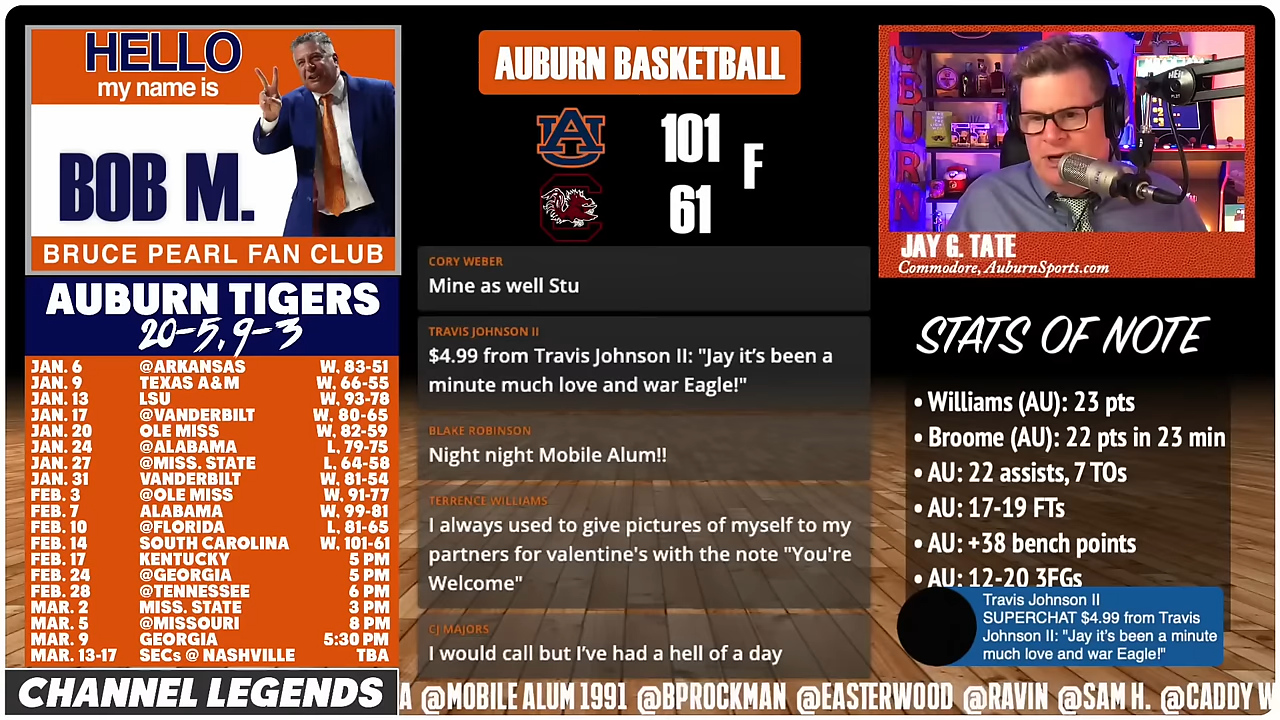 HELLO
my name is
BOB M.
BRUCE PEARL FAN CLUB
AUBURN TIGERS
20-5, 9-3
JAN. 6 @ARKANSAS W, 83-51
JAN. 9 TEXAS A&M W, 66-55
JAN. 13 LSU W, 93-78
JAN. 17 @VANDERBILT W, 80-65
JAN. 20 OLE MISS W, 82-59
JAN. 24 @ALABAMA L, 79-75
JAN. 27 @MISS. STATE L, 64-58
JAN. 31 VANDERBILT W, 81-54
FEB. 3 @OLE MISS W, 91-77
FEB. 7 ALABAMA W, 99-81
FEB. 10 @FLORIDA L, 81-65
FEB. 14 SOUTH CAROLINA W, 101-61
FEB. 17 KENTUCKY 5 PM
FEB. 24 @GEORGIA 5 PM
FEB. 28 @TENNESSEE 6 PM
MAR. 2 MISS. STATE 3 PM
MAR. 5 @MISSOURI 8 PM
MAR. 9 GEORGIA 5:30 PM
MAR. 13-17 SECs @ NASHVILLE TBA
AUBURN BASKETBALL
AU 101
F
C 61
CORY WEBER
Mine as well Stu
TRAVIS JOHNSON II
$4.99 from Travis Johnson II: "Jay it's been a
minute much love and war Eagle!"
BLAKE ROBINSON
Night night Mobile Alum!!
TERRENCE WILLIAMS
I always used to give pictures of myself to my
partners for valentine's with the note "You're
Welcome"
CJ MAJORS
I would call but I've had a hell of a day
BURN
JAY G. TATE
Commodore, AuburnSports.com
STATS OF NOTE
• Williams (AU): 23 pts
• Broome (AU): 22 pts in 23 min
• AU: 22 assists, 7 TOs
• AU: 17-19 FTs
• AU: +38 bench points
• AU: 12-20 3FGs
Travis Johnson II
SUPERCHAT $4.99 from Travis
Johnson II: "Jay it's been a minute
much love and war Eagle!"
CHANNEL LEGENDS
A @MOBILE ALUM 1991 @BPROCKMAN @EASTERWOOD @RAVIN @SAM H. @CADDY W